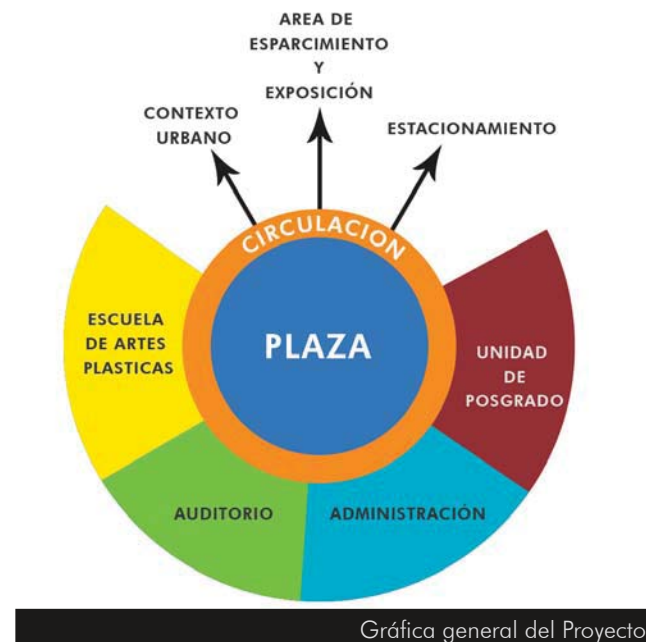 AREA DE
ESPARCIMIENTO
Y
EXPOSICIÓN
CONTEXTO
URBANO
ESTACIONAMIENTO
CIRCULACION
PLAZA
ESCUELA
DE ARTES
PLASTICAS
UNIDAD
DE
POSGRADO
AUDITORIO
ADMINISTRACIÓN
Gráfica general del Proyecto